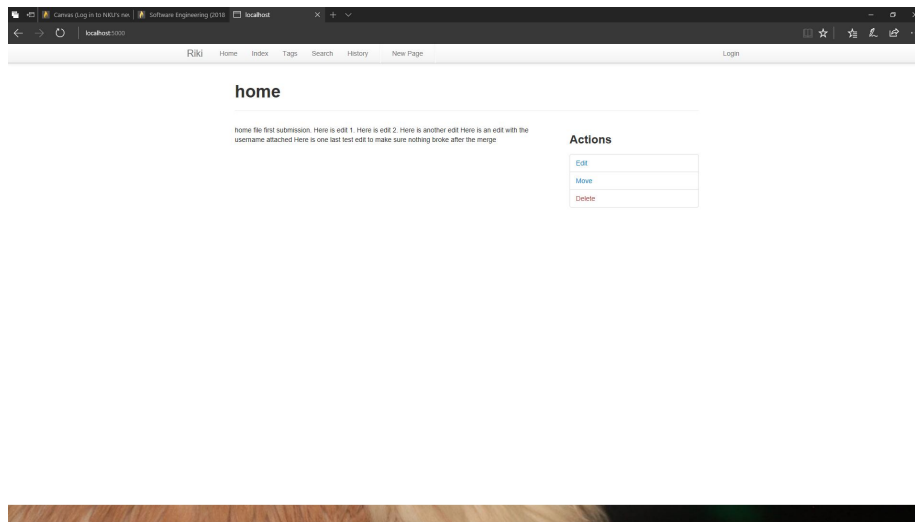 Canvas (Log in to NKU's net
Software Engineering (2018
localhost
localhost:5000
Riki Home Index Tags Search History New Page Login
home
home file first submission. Here is edit 1. Here is edit 2. Here is another edit Here is an edit with the
username attached Here is one last test edit to make sure nothing broke after the merge
Actions
Edit
Move
Delete